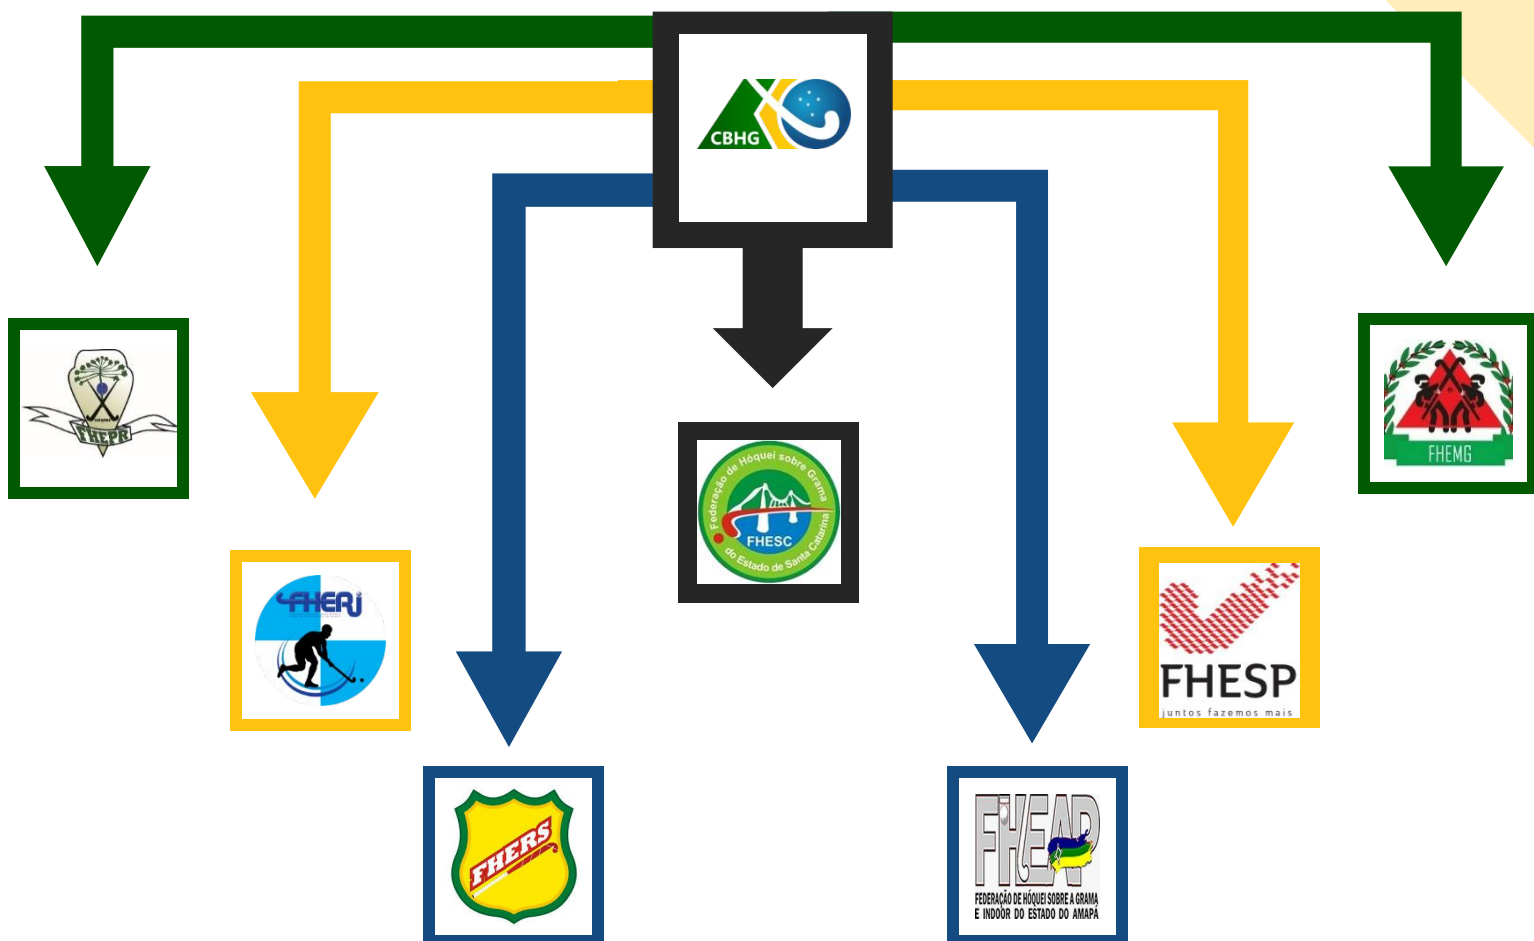 CBHG
FHEPR
FHEMG
Federação de Hóquei sobre Grama
FHESC
do Estado de Santa Catarina
FHERJ
FHESP
juntos fazemos mais
FHERS
FHEAP
FEDERAÇÃO DE HÓQUEI SOBRE A GRAMA
E INDOOR DO ESTADO DO AMAPÁ